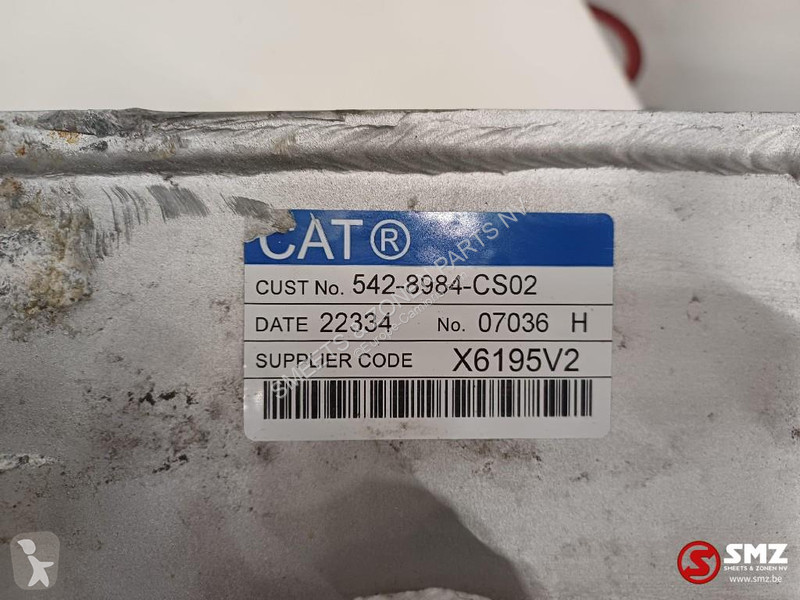 CAT®
CUST No. 542-8984-CS02
DATE 22334 No. 07036 H
SUPPLIER CODE X6195V2
SMEETS & ZONEN PARTS NV
SMZ
SMEETS & ZONEN NV
www.smz.be